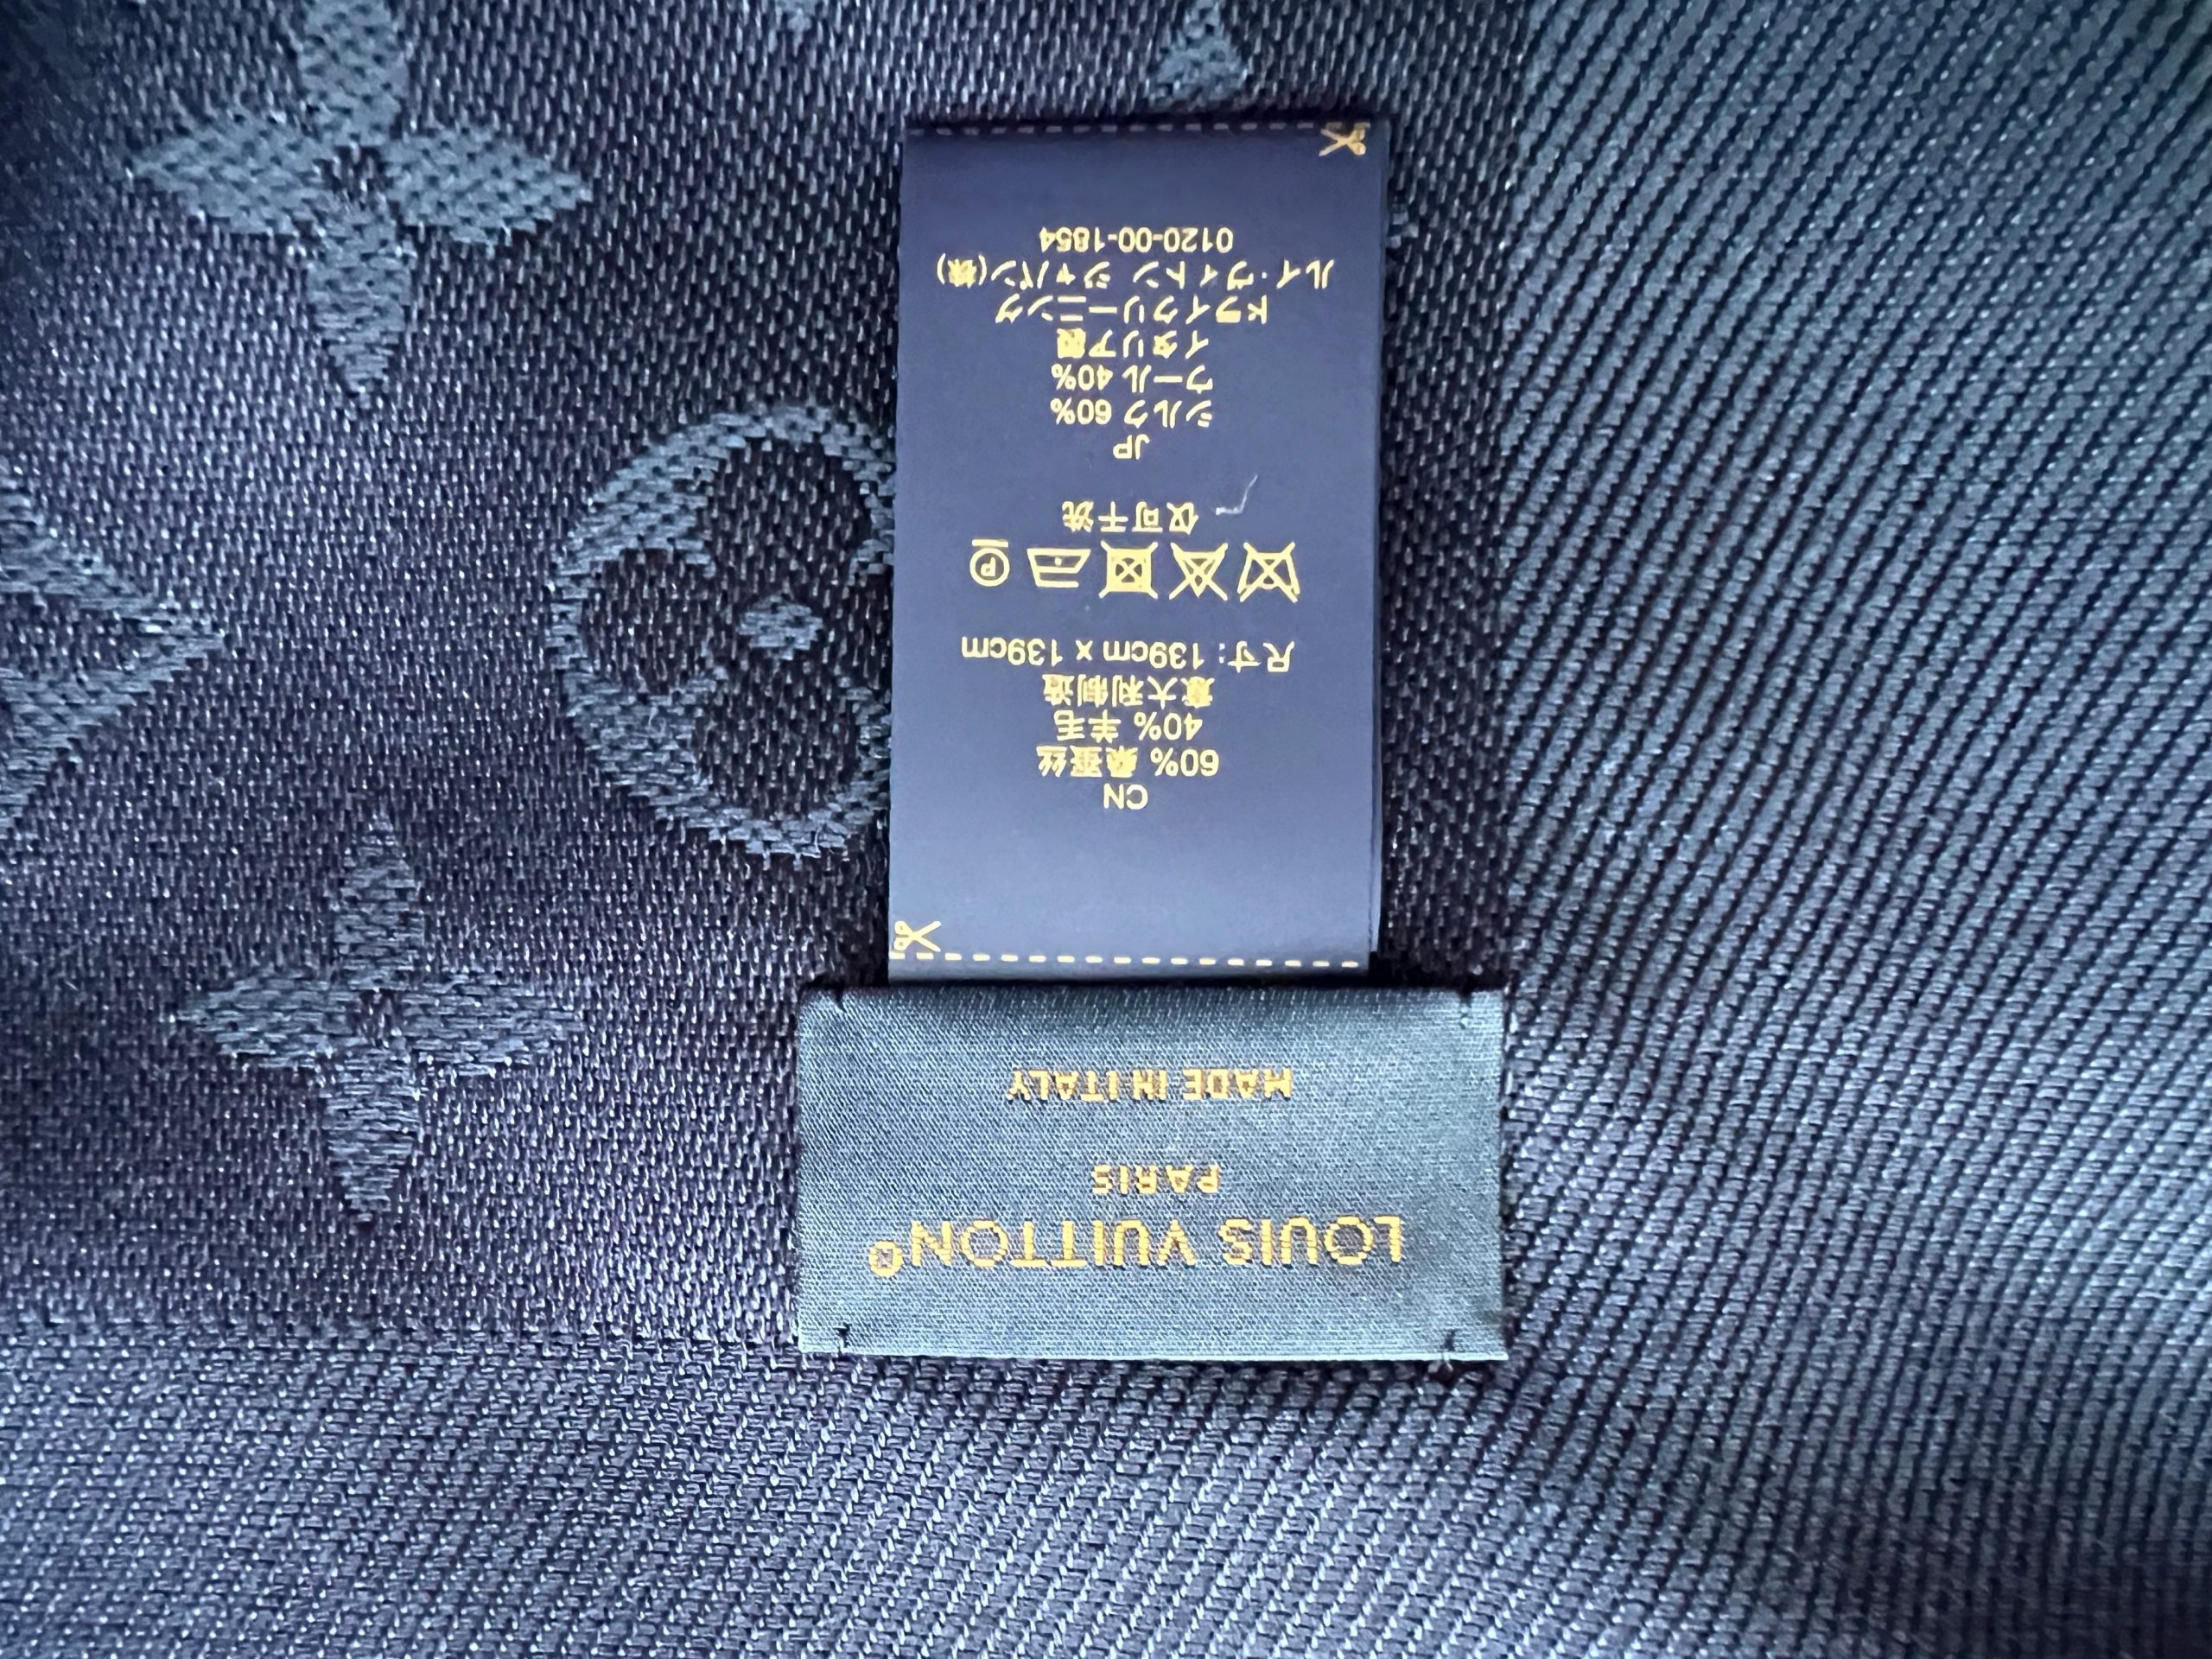 LOUIS VUITTON®
PARIS
MADE IN ITALY
CN
60% 桑蚕丝
40% 羊毛
意大利制造
尺寸: 139cm x 139cm
P
仅可干洗
JP
シルク 60%
ウール 40%
イタリア製
ドライクリーニング
ルイ・ヴィトン ジャパン(株)
0120-00-1854